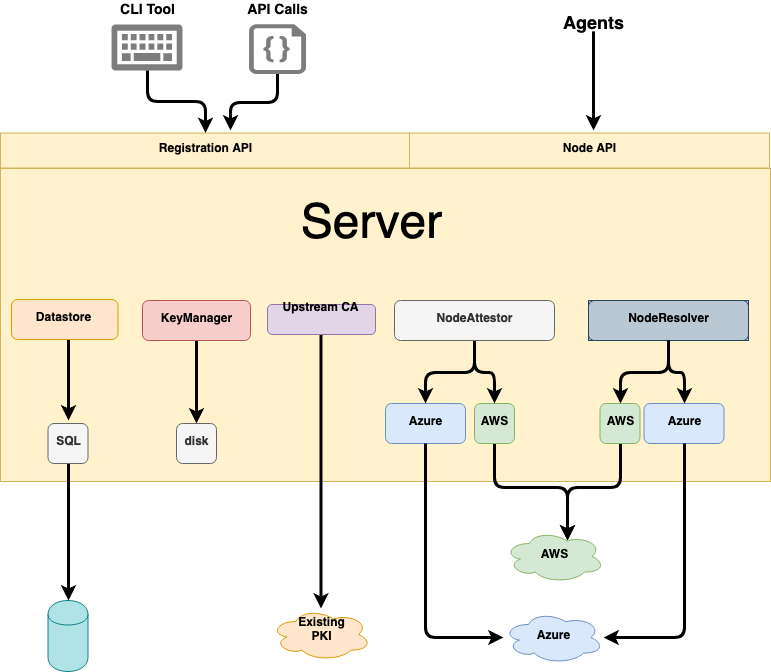 CLI Tool
API Calls
Agents
{}
Registration API
Node API
Server
Datastore
KeyManager
Upstream CA
NodeAttestor
NodeResolver
SQL
disk
Azure
AWS
AWS
Azure
AWS
Existing
PKI
Azure